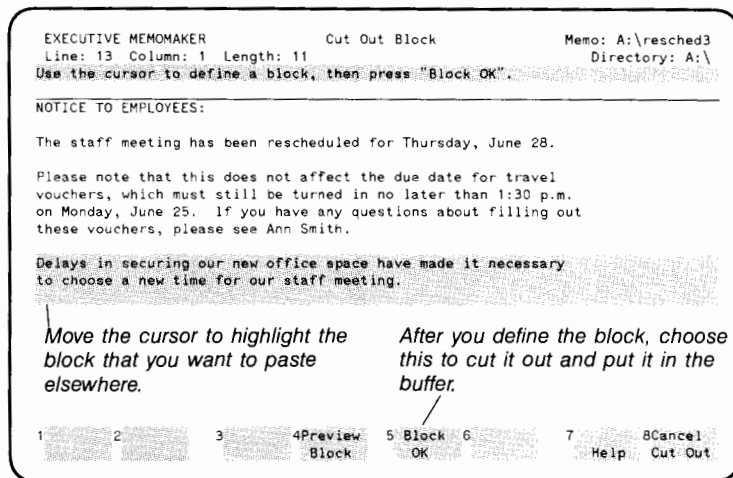 EXECUTIVE MEMOMAKER Cut Out Block Memo: A:\resched3
Line: 13 Column: 1 Length: 11 Directory: A:\
Use the cursor to define a block, then press "Block OK".
NOTICE TO EMPLOYEES:
The staff meeting has been rescheduled for Thursday, June 28.
Please note that this does not affect the due date for travel
vouchers, which must still be turned in no later than 1:30 p.m.
on Monday, June 25. If you have any questions about filling out
these vouchers, please see Ann Smith.
Delays in securing our new office space have made it necessary
to choose a new time for our staff meeting.
Move the cursor to highlight the
block that you want to paste
elsewhere.
After you define the block, choose
this to cut it out and put it in the
buffer.
1 2 3 4Preview 5 Block 6 7 8Cancel
Block OK Help Cut Out